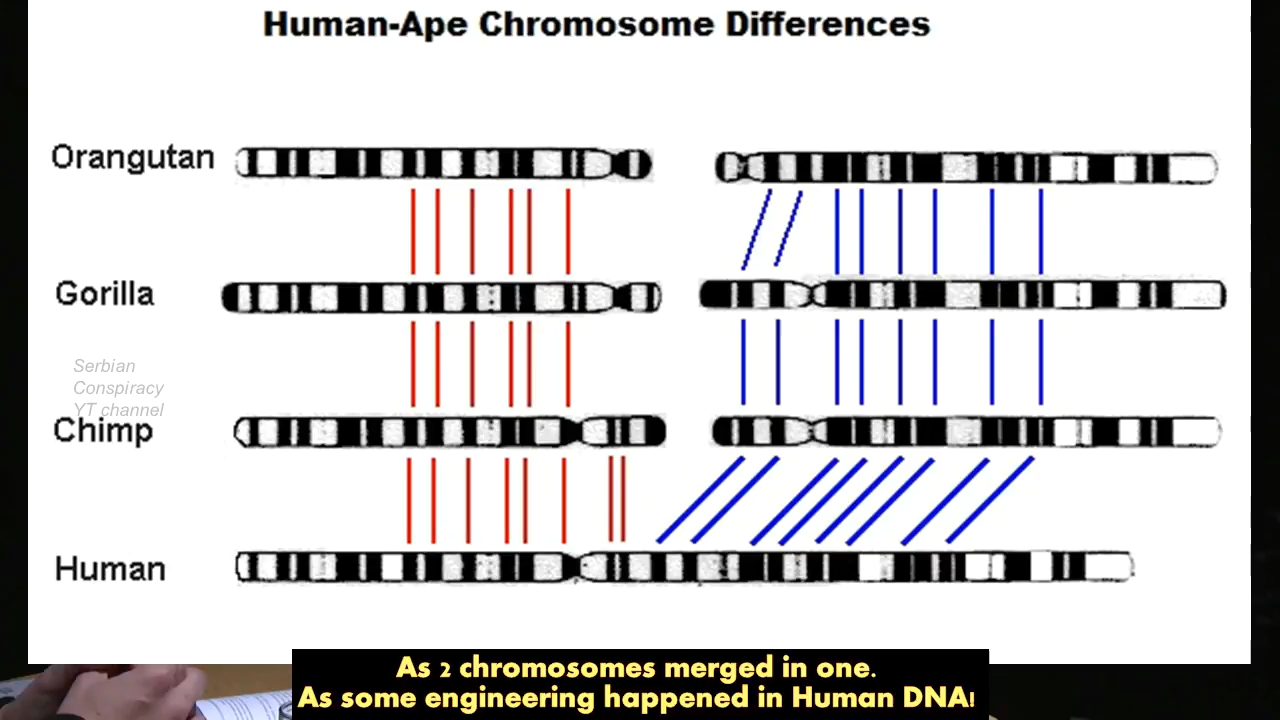 Human-Ape Chromosome Differences
Orangutan
Gorilla
Serbian
Conspiracy
YT channel
Chimp
Human
As 2 chromosomes merged in one.
As some engineering happened in Human DNA!